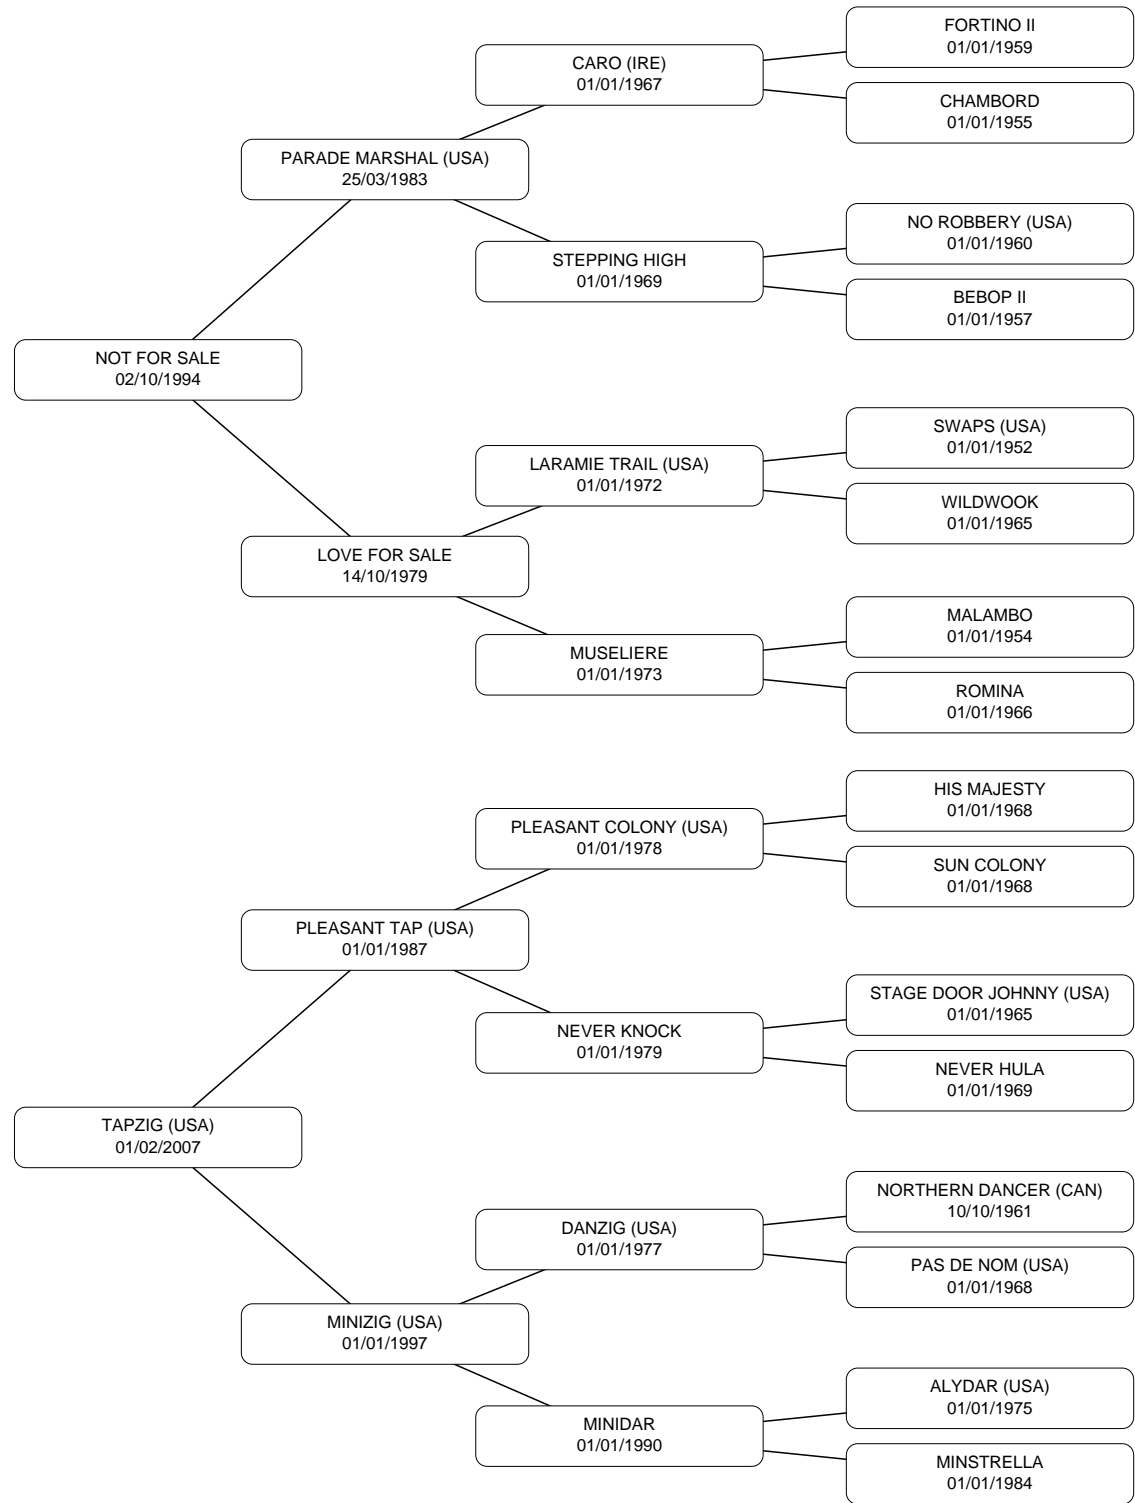 FORTINO II
01/01/1959
CARO (IRE)
01/01/1967
CHAMBORD
01/01/1955
PARADE MARSHAL (USA)
25/03/1983
NO ROBBERY (USA)
01/01/1960
STEPPING HIGH
01/01/1969
BEBOP II
01/01/1957
NOT FOR SALE
02/10/1994
SWAPS (USA)
01/01/1952
LARAMIE TRAIL (USA)
01/01/1972
WILDWOOK
01/01/1965
LOVE FOR SALE
14/10/1979
MALAMBO
01/01/1954
MUSELIERE
01/01/1973
ROMINA
01/01/1966
HIS MAJESTY
01/01/1968
PLEASANT COLONY (USA)
01/01/1978
SUN COLONY
01/01/1968
PLEASANT TAP (USA)
01/01/1987
STAGE DOOR JOHNNY (USA)
01/01/1965
NEVER KNOCK
01/01/1979
NEVER HULA
01/01/1969
TAPZIG (USA)
01/02/2007
NORTHERN DANCER (CAN)
10/10/1961
DANZIG (USA)
01/01/1977
PAS DE NOM (USA)
01/01/1968
MINIZIG (USA)
01/01/1997
ALYDAR (USA)
01/01/1975
MINIDAR
01/01/1990
MINSTRELLA
01/01/1984